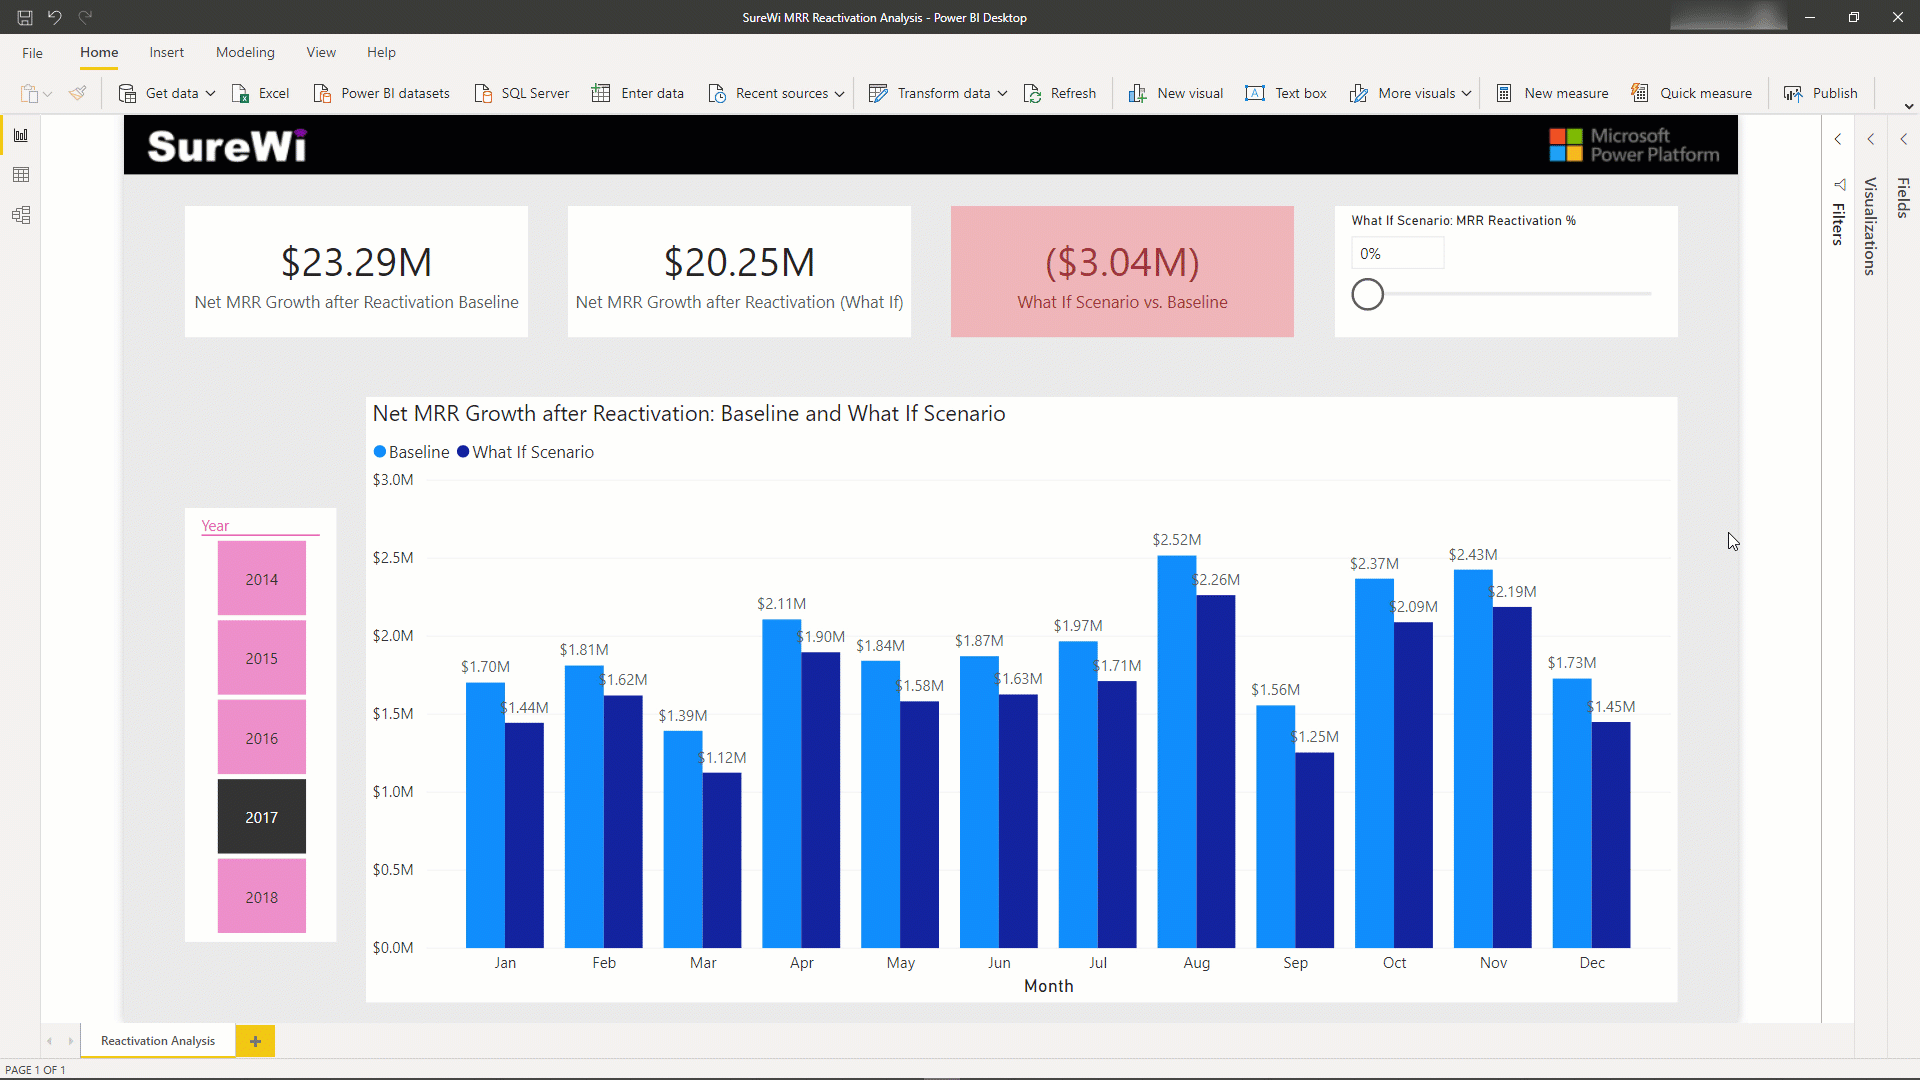 SureWi MRR Reactivation Analysis - Power BI Desktop
File Home Insert Modeling View Help
Get data Excel Power BI datasets SQL Server Enter data Recent sources Transform data Refresh New visual Text box More visuals New measure Quick measure Publish
SureWi
Microsoft
Power Platform
Filters
Visualizations
Fields
$23.29M
Net MRR Growth after Reactivation Baseline
$20.25M
Net MRR Growth after Reactivation (What If)
($3.04M)
What If Scenario vs. Baseline
What If Scenario: MRR Reactivation %
0%
Year
2014
2015
2016
2017
2018
Net MRR Growth after Reactivation: Baseline and What If Scenario
Baseline What If Scenario
$3.0M
$2.5M
$2.0M
$1.5M
$1.0M
$0.5M
$0.0M
$1.70M
$1.44M
$1.81M
$1.62M
$1.39M
$1.12M
$2.11M
$1.90M
$1.84M
$1.58M
$1.87M
$1.63M
$1.97M
$1.71M
$2.52M
$2.26M
$1.56M
$1.25M
$2.37M
$2.09M
$2.43M
$2.19M
$1.73M
$1.45M
Jan Feb Mar Apr May Jun Jul Aug Sep Oct Nov Dec
Month
Reactivation Analysis
PAGE 1 OF 1